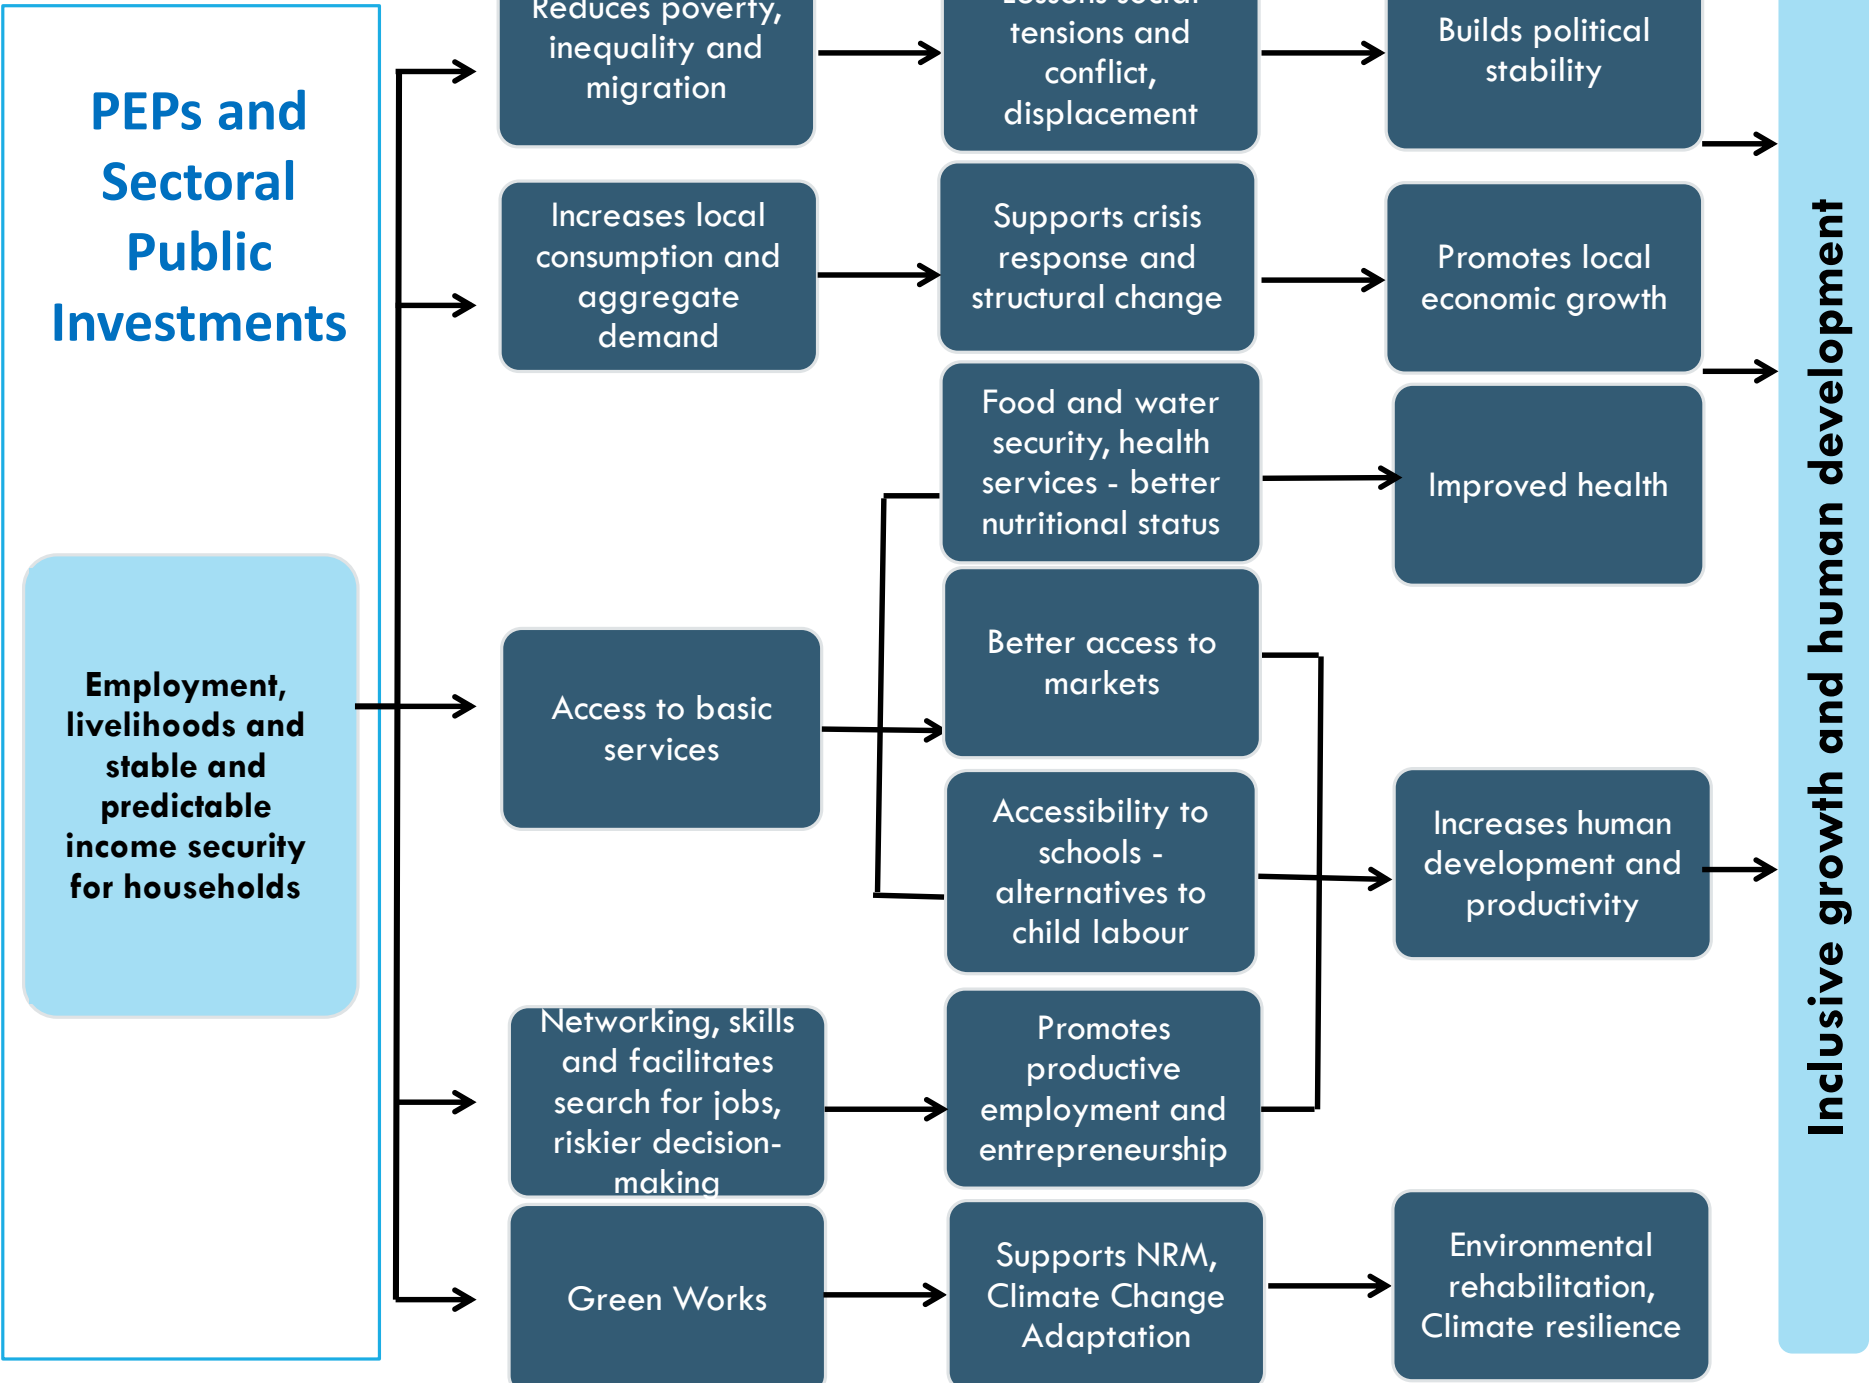 PEPs and
Sectoral
Public
Investments
Employment,
livelihoods and
stable and
predictable
income security
for households
Reduces poverty,
inequality and
migration
Lessens social
tensions and
conflict,
displacement
Builds political
stability
Increases local
consumption and
aggregate
demand
Supports crisis
response and
structural change
Promotes local
economic growth
Access to basic
services
Food and water
security, health
services - better
nutritional status
Improved health
Better access to
markets
Accessibility to
schools -
alternatives to
child labour
Increases human
development and
productivity
Networking, skills
and facilitates
search for jobs,
riskier decision-
making
Promotes
productive
employment and
entrepreneurship
Green Works
Supports NRM,
Climate Change
Adaptation
Environmental
rehabilitation,
Climate resilience
Inclusive growth and human development